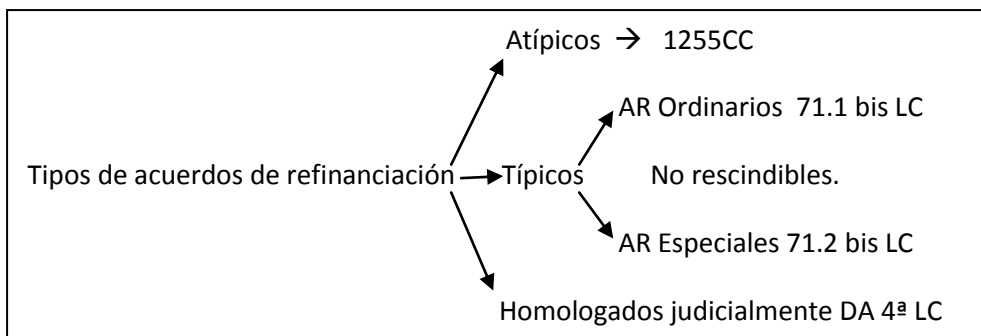 Atípicos → 1255CC
AR Ordinarios 71.1 bis LC
Tipos de acuerdos de refinanciación Típicos No rescindibles.
AR Especiales 71.2 bis LC
Homologados judicialmente DA 4ª LC